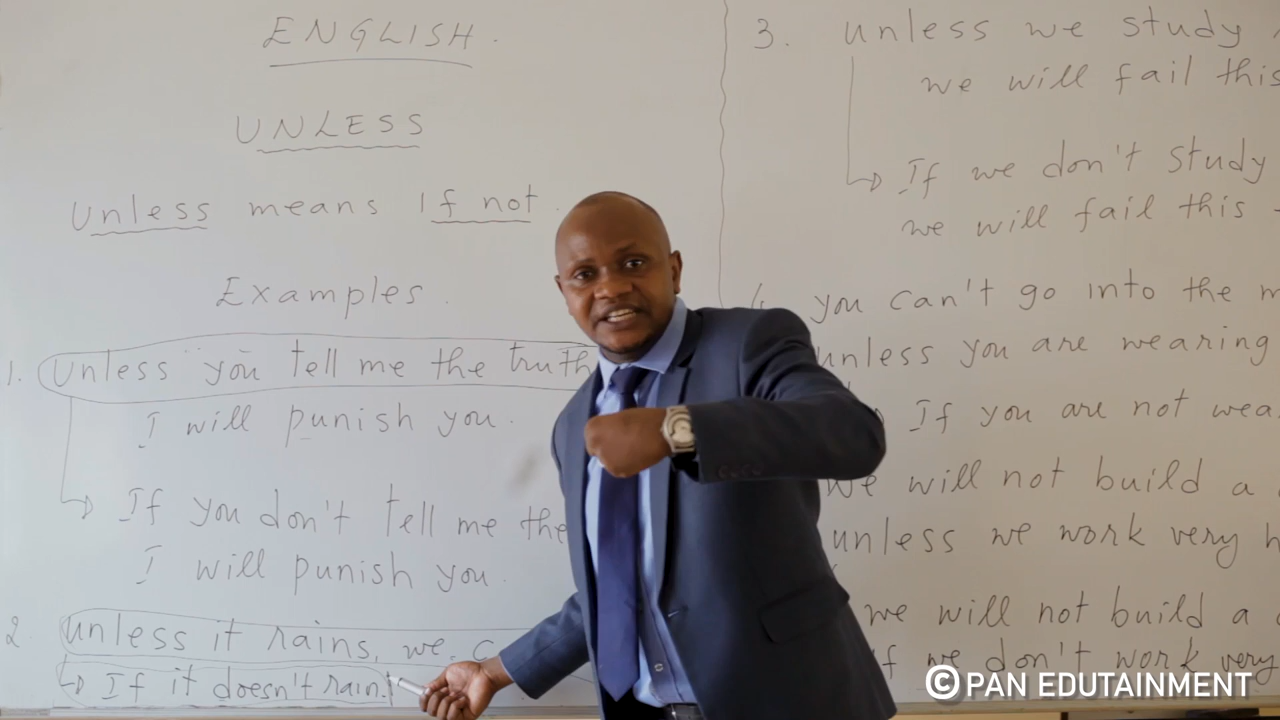 ENGLISH.
UNLESS
Unless means If not.
Examples.
1. Unless you tell me the truth
I will punish you.
If you don't tell me the
I will punish you.
2. Unless it rains, we
If it doesn't rain.
3. unless we study
we will fail this
If we don't study
we will fail this
4. you can't go into the
unless you are wearing
If you are not
we will not build a
unless we work very
we will not build a
if we don't work very
©PAN EDUTAINMENT